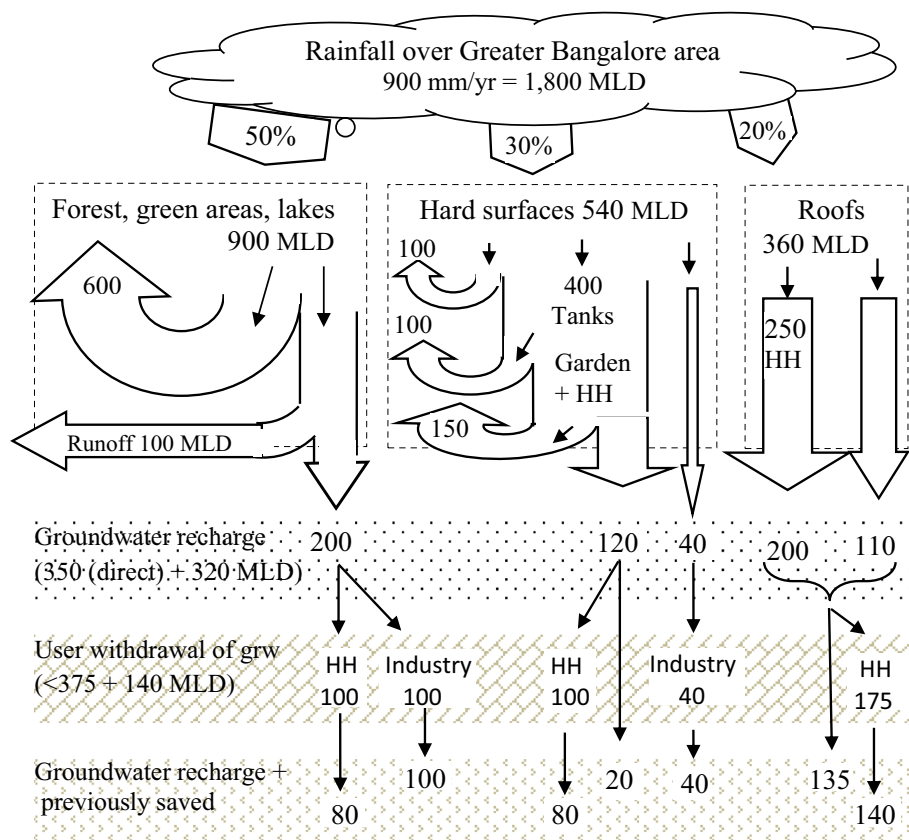 Rainfall over Greater Bangalore area
900 mm/yr = 1,800 MLD
50%
30%
20%
Forest, green areas, lakes
900 MLD
600
Runoff 100 MLD
Hard surfaces 540 MLD
100
400
Tanks
100
Garden
+ HH
150
Roofs
360 MLD
250
HH
Groundwater recharge
(350 (direct) + 320 MLD)
200
120
40
200
110
User withdrawal of grw
(<375 + 140 MLD)
HH
100
Industry
100
HH
100
Industry
40
HH
175
Groundwater recharge +
previously saved
80
100
80
20
40
135
140